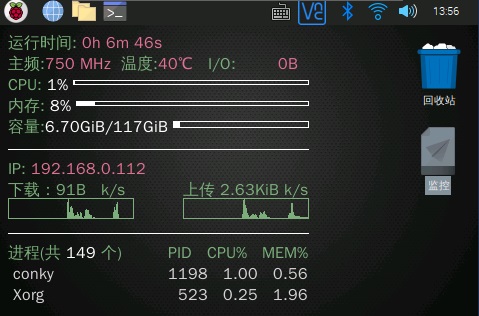 13:56
运行时间: 0h 6m 46s
主频:750 MHz 温度:40℃ I/O: 0B
CPU: 1%
内存: 8%
容量:6.70GiB/117GiB
回收站
IP: 192.168.0.112
监控
下载：91B k/s 上传 2.63KiB k/s
进程(共 149 个) PID CPU% MEM%
conky 1198 1.00 0.56
Xorg 523 0.25 1.96